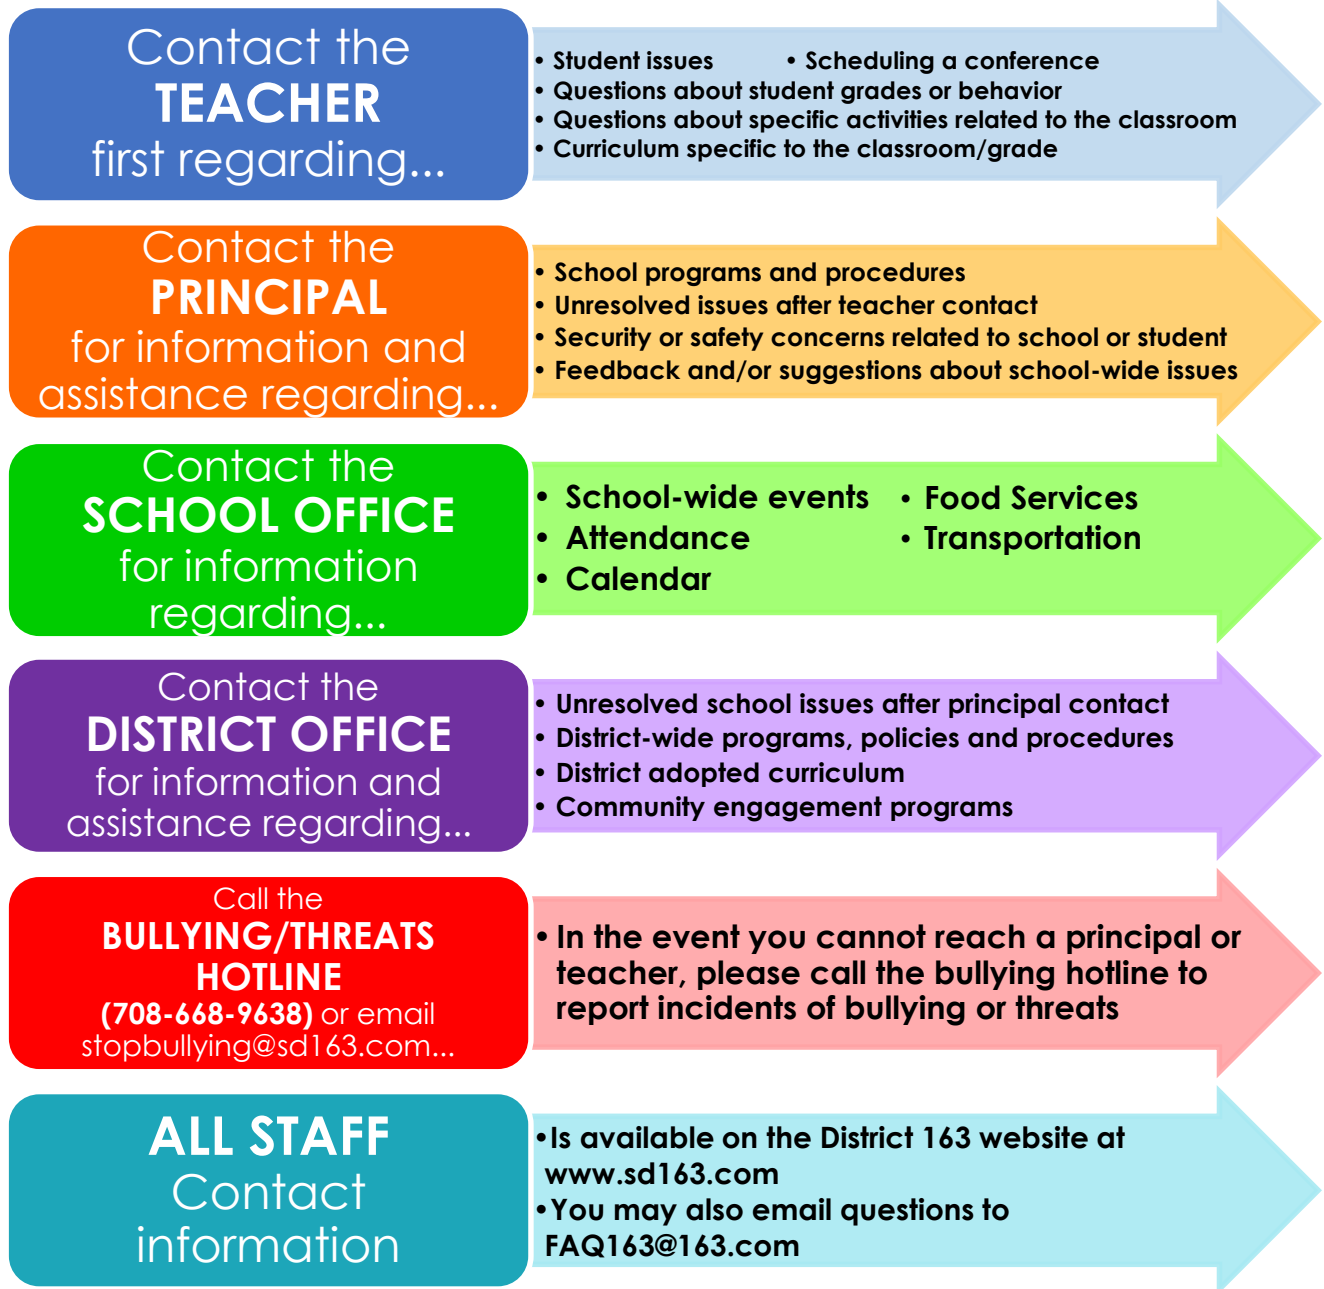 Contact the
TEACHER
first regarding...
• Student issues • Scheduling a conference
• Questions about student grades or behavior
• Questions about specific activities related to the classroom
• Curriculum specific to the classroom/grade
Contact the
PRINCIPAL
for information and
assistance regarding...
• School programs and procedures
• Unresolved issues after teacher contact
• Security or safety concerns related to school or student
• Feedback and/or suggestions about school-wide issues
Contact the
SCHOOL OFFICE
for information
regarding...
• School-wide events • Food Services
• Attendance • Transportation
• Calendar
Contact the
DISTRICT OFFICE
for information and
assistance regarding...
• Unresolved school issues after principal contact
• District-wide programs, policies and procedures
• District adopted curriculum
• Community engagement programs
Call the
BULLYING/THREATS
HOTLINE
(708-668-9638) or email
stopbullying@sd163.com...
• In the event you cannot reach a principal or
teacher, please call the bullying hotline to
report incidents of bullying or threats
ALL STAFF
Contact
information
•Is available on the District 163 website at
www.sd163.com
•You may also email questions to
FAQ163@163.com